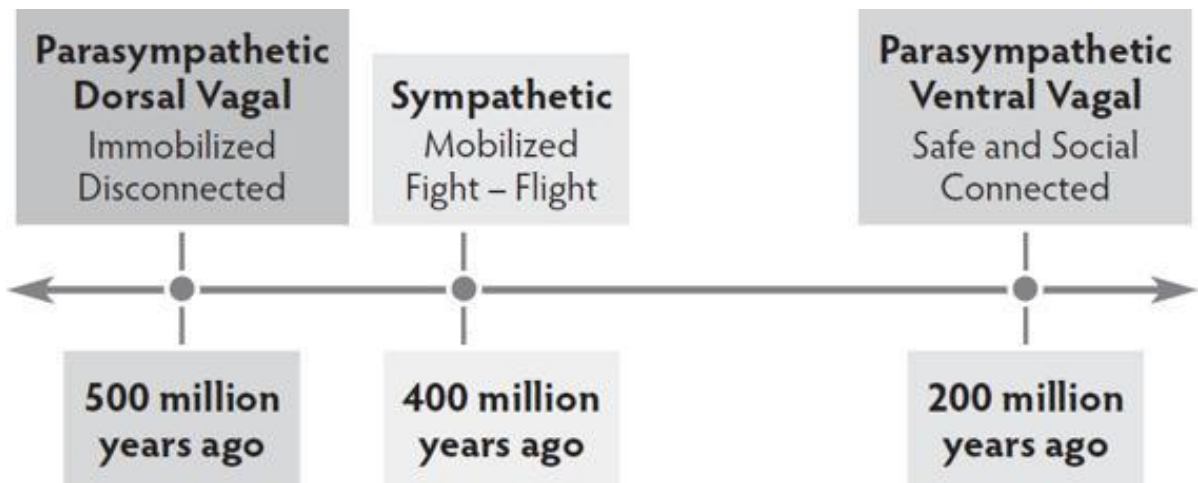 Parasympathetic
Dorsal Vagal
Immobilized
Disconnected
Sympathetic
Mobilized
Fight – Flight
Parasympathetic
Ventral Vagal
Safe and Social
Connected
500 million
years ago
400 million
years ago
200 million
years ago